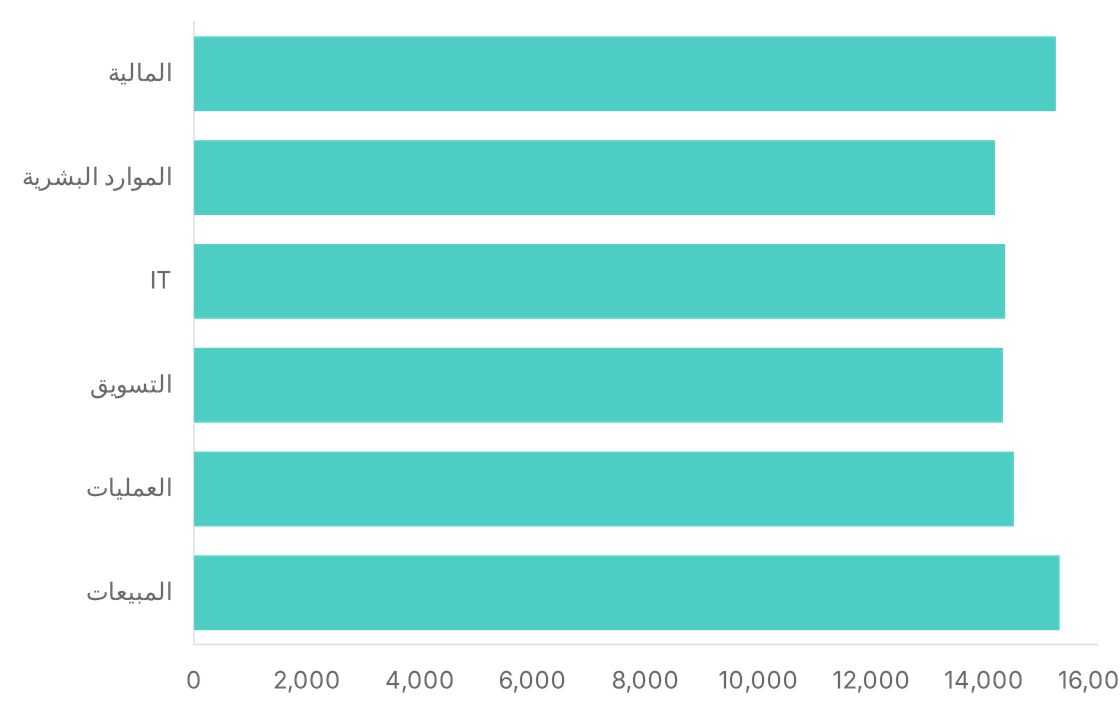 المالية
الموارد البشرية
IT
التسويق
العمليات
المبيعات
0 2,000 4,000 6,000 8,000 10,000 12,000 14,000 16,00